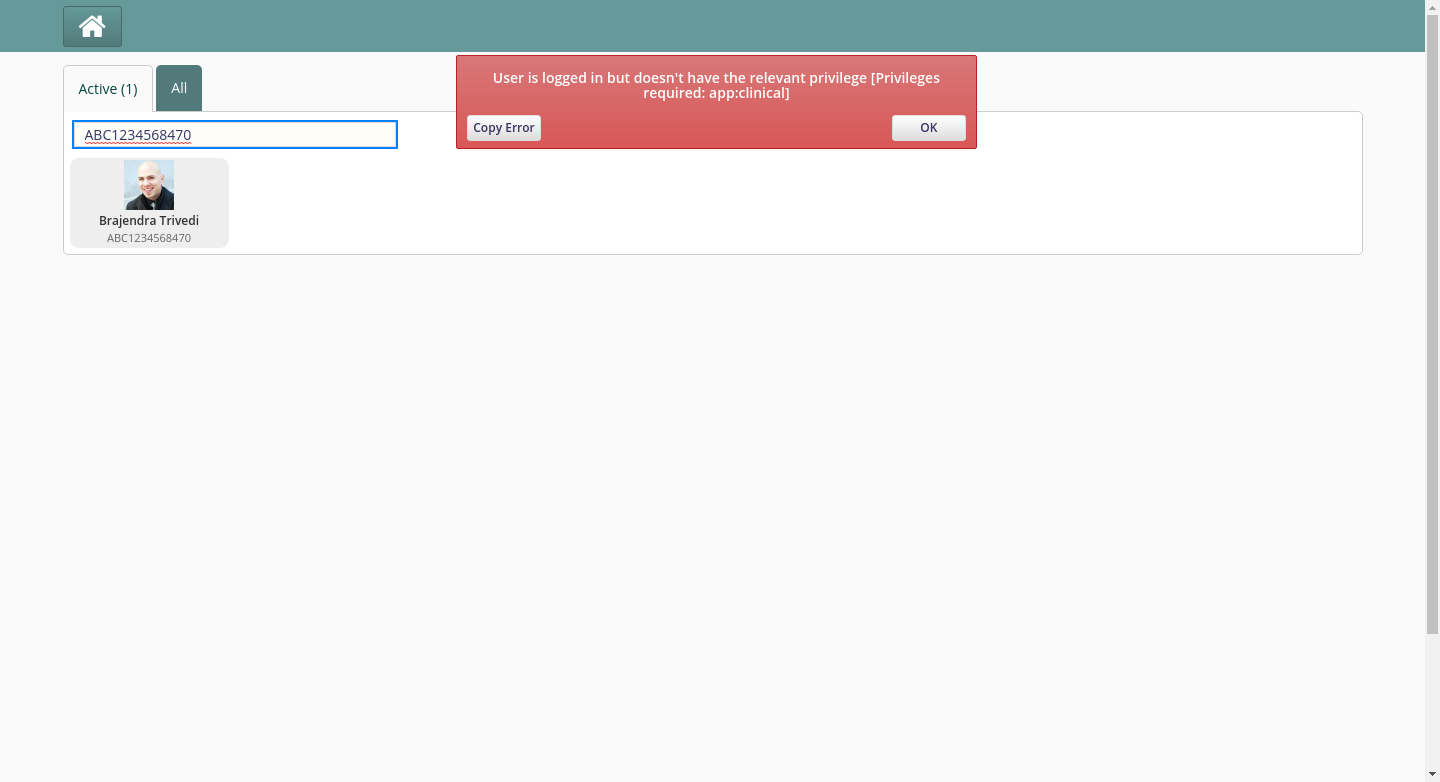 User is logged in but doesn't have the relevant privilege [Privileges
required: app:clinical]
Copy Error
OK
Active (1)
All
ABC1234568470
Brajendra Trivedi
ABC1234568470